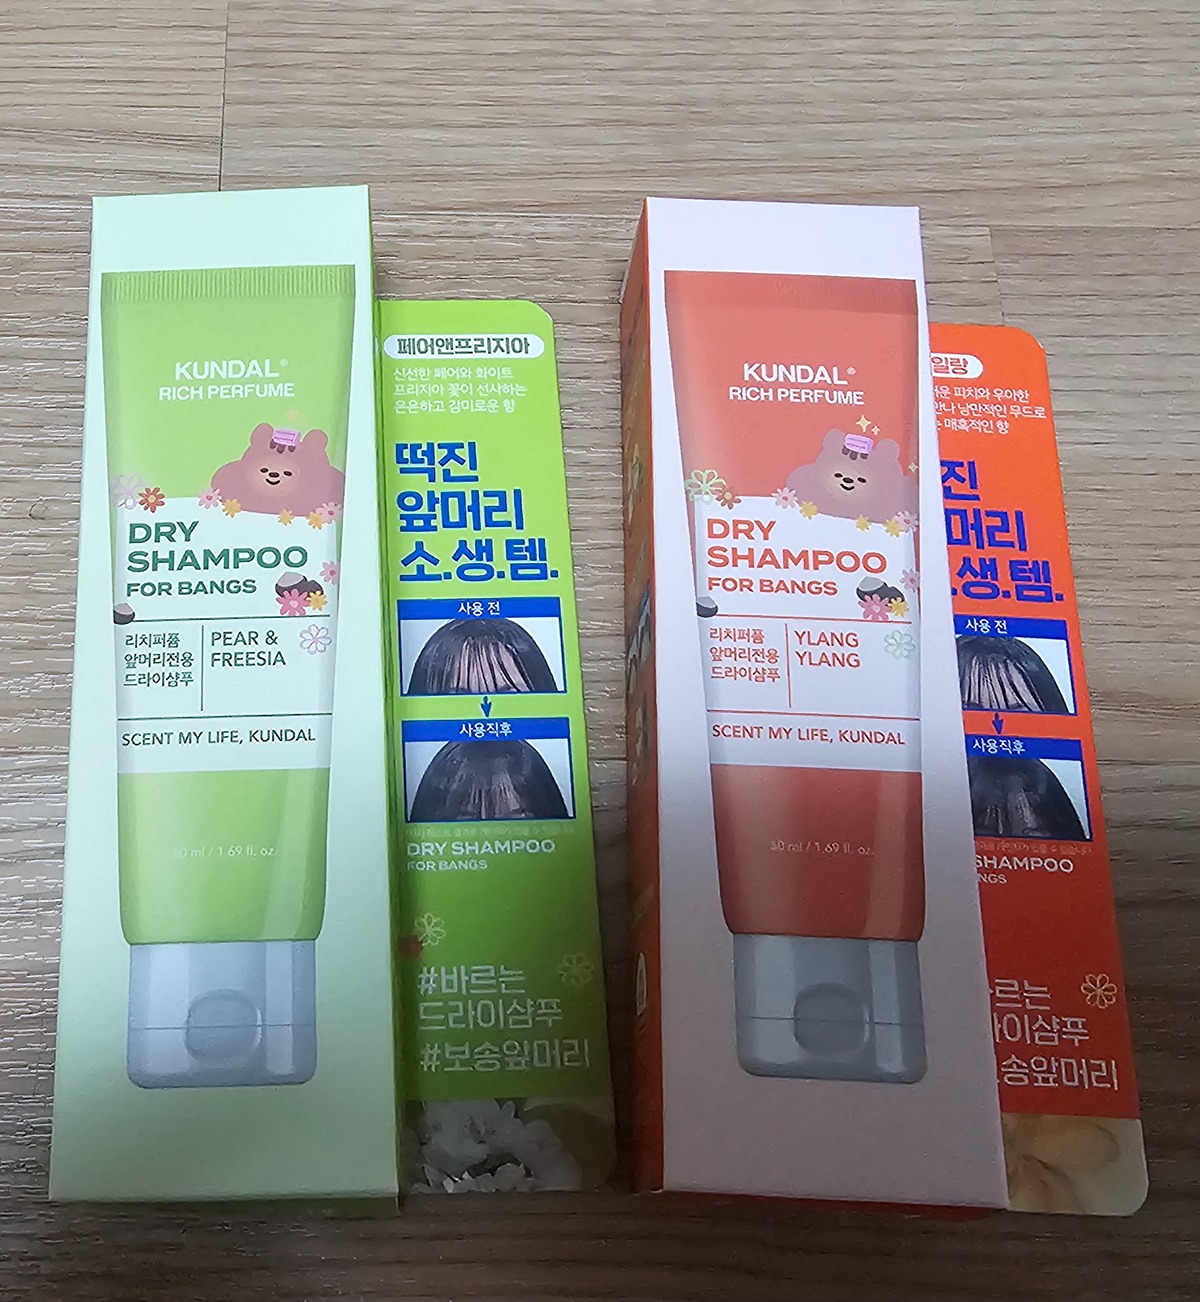 KUNDAL®
RICH PERFUME
DRY
SHAMPOO
FOR BANGS
리치퍼퓸
앞머리전용
드라이샴푸
PEAR &
FREESIA
SCENT MY LIFE, KUNDAL
50 ml / 1.69 fl. oz.
페어앤프리지아
신선한 페어와 화이트
프리지아 꽃이 선사하는
은은하고 감미로운 향
떡진
앞머리
소.생.템.
사용 전
사용직후
DRY SHAMPOO
FOR BANGS
#바르는
드라이샴푸
#보송앞머리
KUNDAL®
RICH PERFUME
DRY
SHAMPOO
FOR BANGS
리치퍼퓸
앞머리전용
드라이샴푸
YLANG
YLANG
SCENT MY LIFE, KUNDAL
50 ml / 1.69 fl. oz.
일랑
피치와 우아한
낭만적인 무드로
매혹적인 향
진
머리
.생.템.
사용 전
사용직후
SHAMPOO
NGS
르는
이샴푸
송앞머리